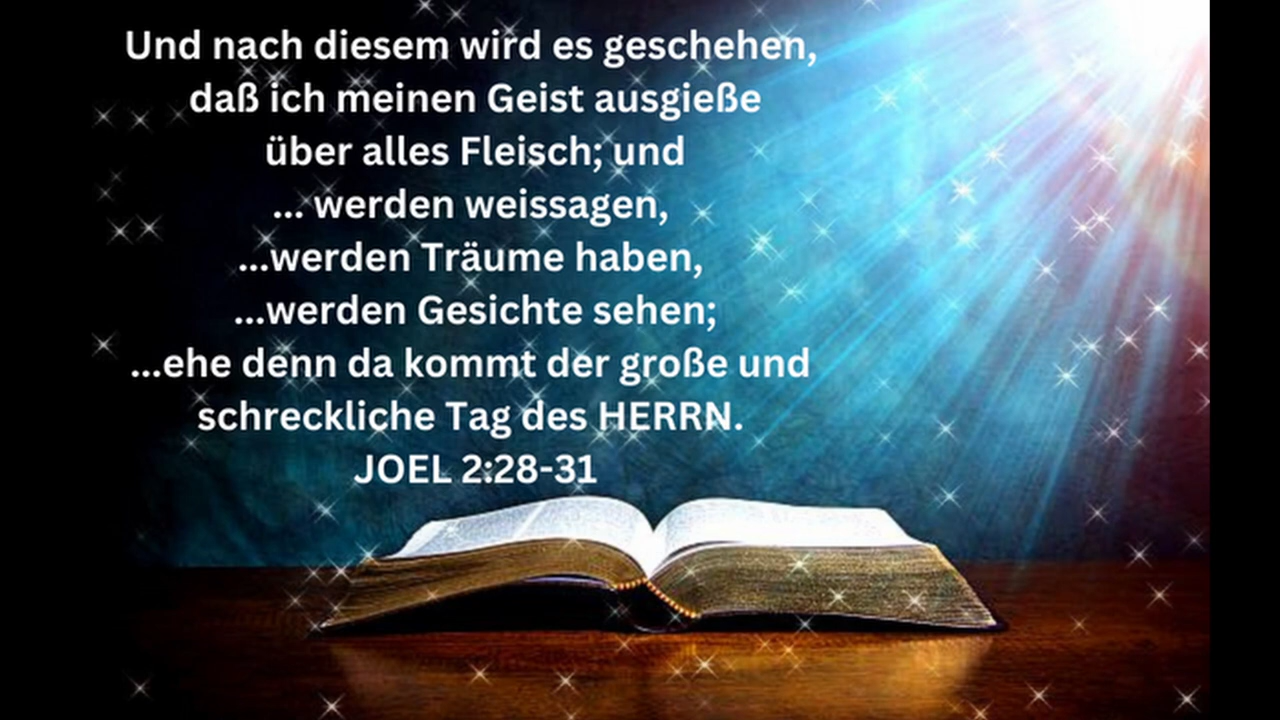 Und nach diesem wird es geschehen,
daß ich meinen Geist ausgieße
über alles Fleisch; und
... werden weissagen,
...werden Träume haben,
...werden Gesichte sehen;
...ehe denn da kommt der große und
schreckliche Tag des HERRN.
JOEL 2:28-31